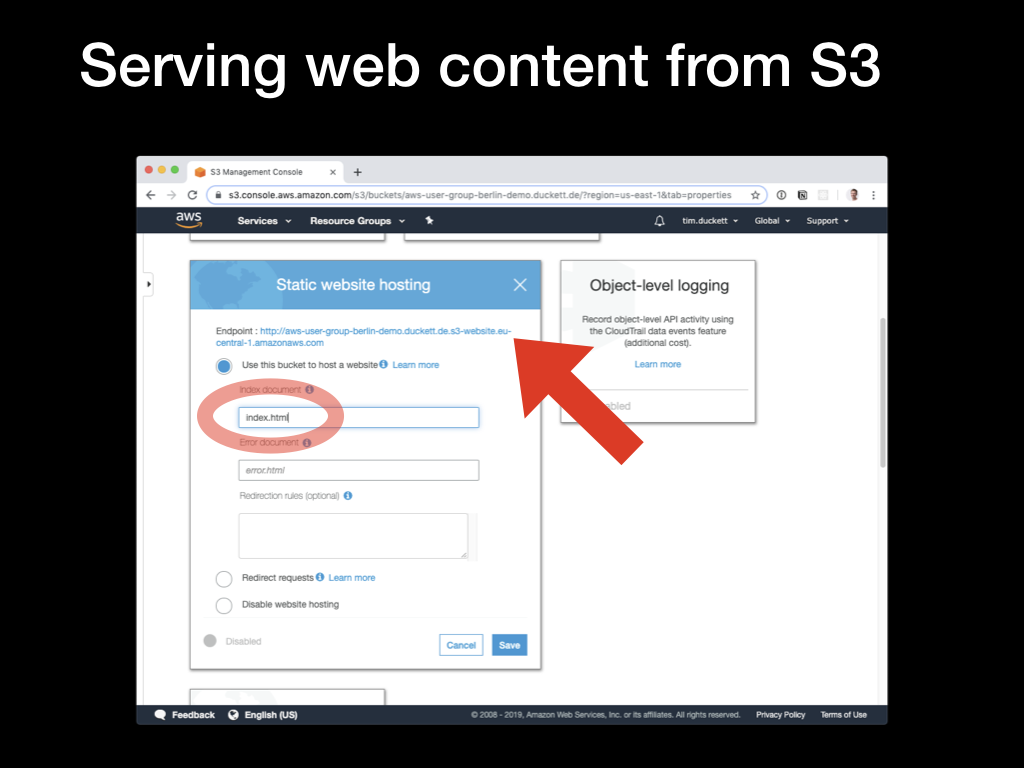 Serving web content from S3
S3 Management Console
s3.console.aws.amazon.com/s3/buckets/aws-user-group-berlin-demo.duckett.de/?region=us-east-1&tab=properties
aws Services Resource Groups tim.duckett Global Support
Static website hosting
Endpoint : http://aws-user-group-berlin-demo.duckett.de.s3-website.eu-
central-1.amazonaws.com
Use this bucket to host a website Learn more
Index document
index.html
Error document
error.html
Redirection rules (optional)
Redirect requests Learn more
Disable website hosting
Disabled
Cancel Save
Object-level logging
Record object-level API activity using
the CloudTrail data events feature
(additional cost).
Learn more
Feedback English (US) © 2008 - 2019, Amazon Web Services, Inc. or its affiliates. All rights reserved. Privacy Policy Terms of Use